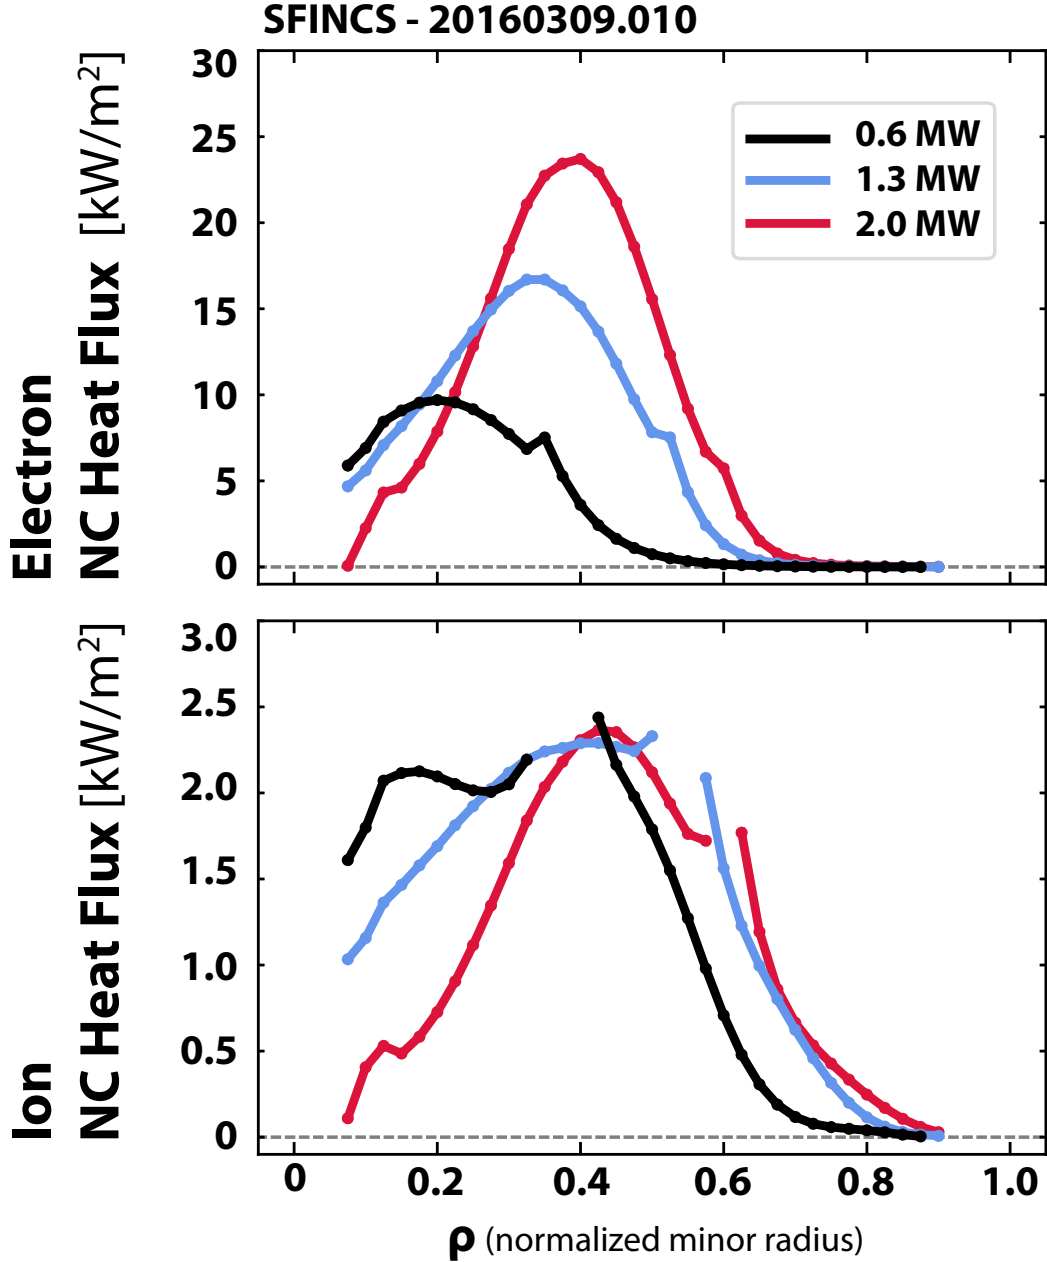 SFINCS - 20160309.010
Electron
NC Heat Flux [kW/m²]
30
25
20
15
10
5
0
0.6 MW
1.3 MW
2.0 MW
Ion
NC Heat Flux [kW/m²]
3.0
2.5
2.0
1.5
1.0
0.5
0
0 0.2 0.4 0.6 0.8 1.0
ρ (normalized minor radius)